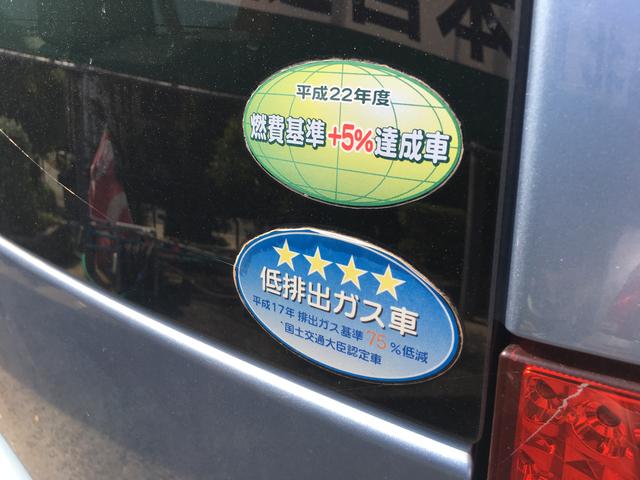 平成22年度
燃費基準+5%達成車
★★★★
低排出ガス車
平成17年 排出ガス基準75%低減
国土交通大臣認定車